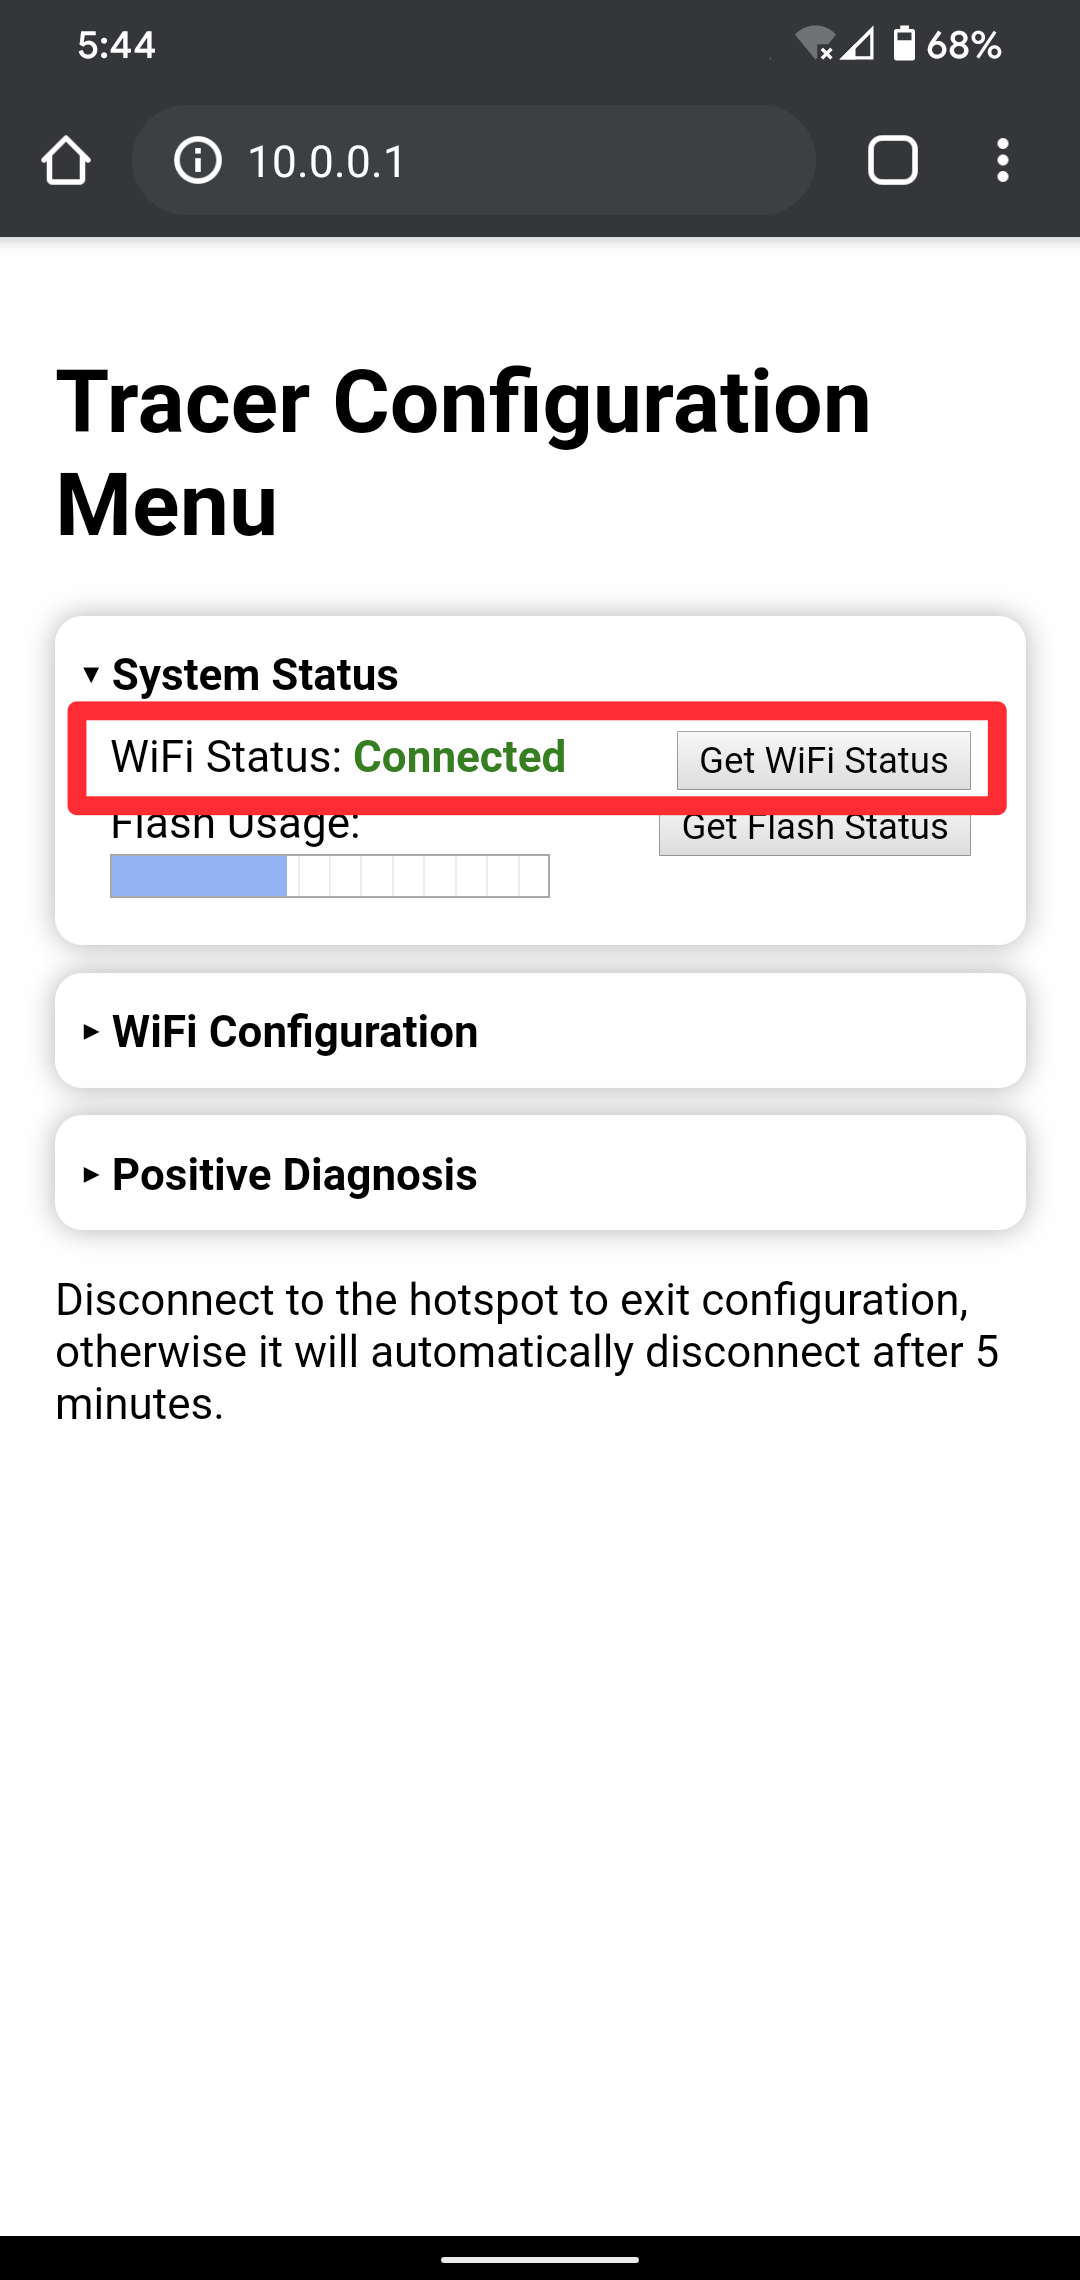 5:44
68%
10.0.0.1
Tracer Configuration
Menu
▾ System Status
WiFi Status: Connected
Get WiFi Status
Flash Usage:
Get Flash Status
▸ WiFi Configuration
▸ Positive Diagnosis
Disconnect to the hotspot to exit configuration,
otherwise it will automatically disconnect after 5
minutes.